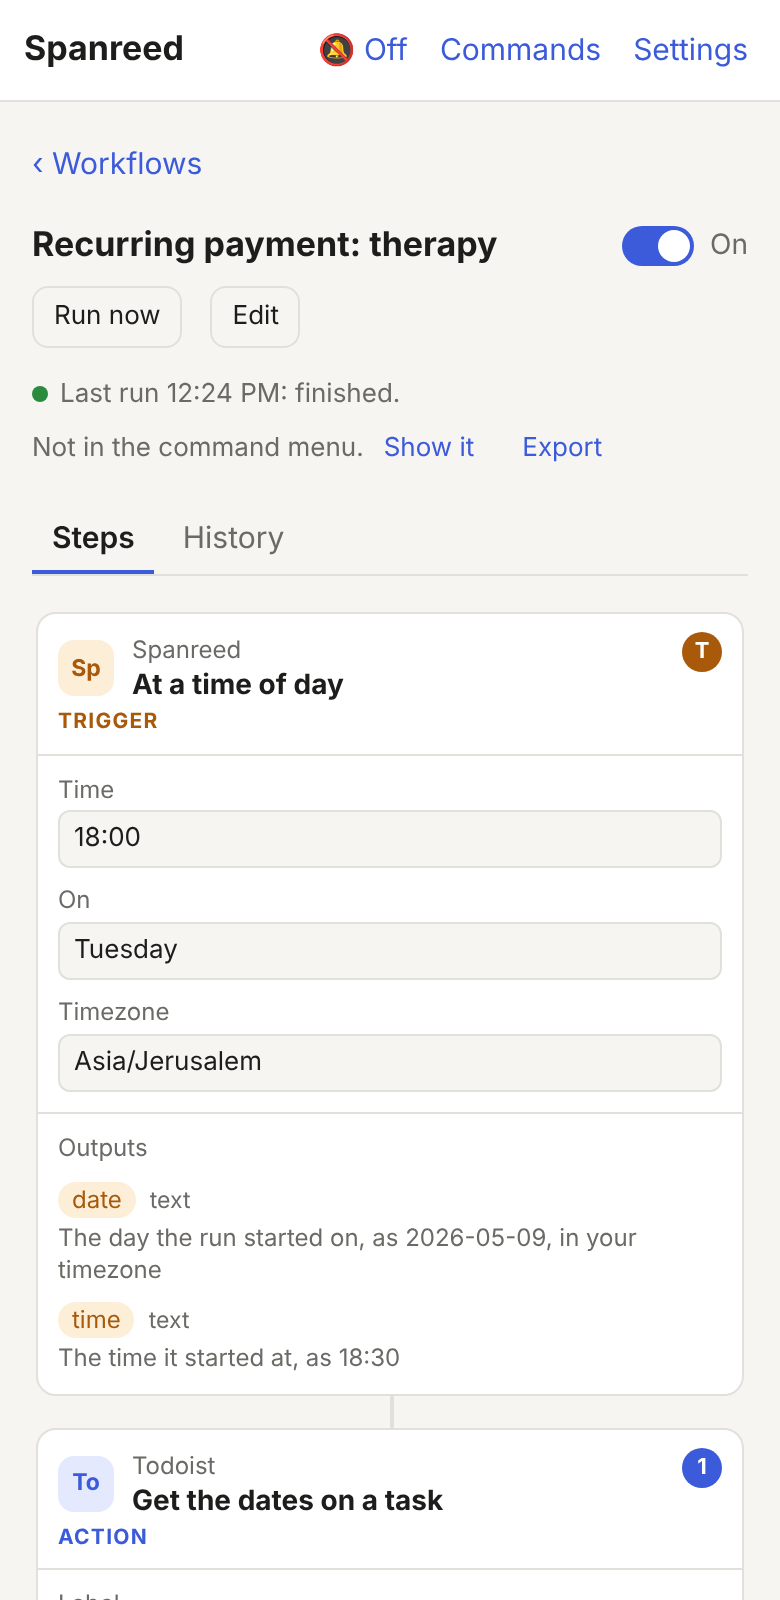 Spanreed
Off
Commands
Settings
‹ Workflows
Recurring payment: therapy
On
Run now
Edit
Last run 12:24 PM: finished.
Not in the command menu. Show it Export
Steps
History
Sp
Spanreed
At a time of day
T
TRIGGER
Time
18:00
On
Tuesday
Timezone
Asia/Jerusalem
Outputs
date text
The day the run started on, as 2026-05-09, in your
timezone
time text
The time it started at, as 18:30
To
Todoist
Get the dates on a task
1
ACTION